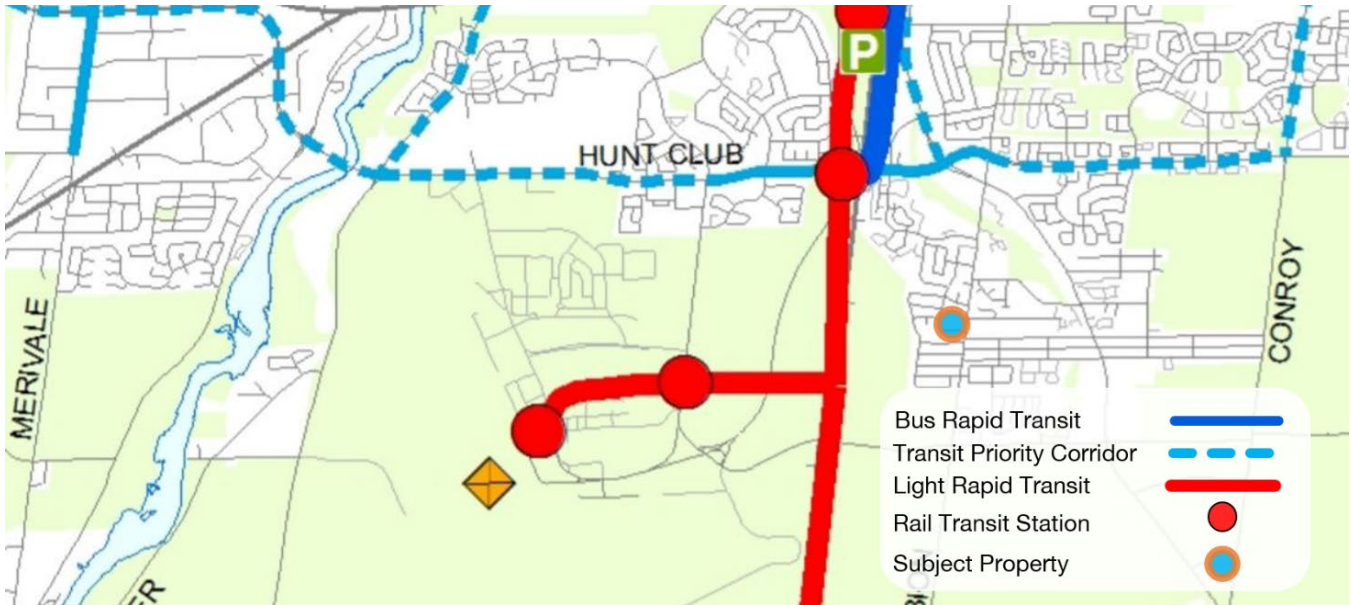 P
HUNT CLUB
MERIVALE
CONROY
Bus Rapid Transit
Transit Priority Corridor
Light Rapid Transit
Rail Transit Station
Subject Property